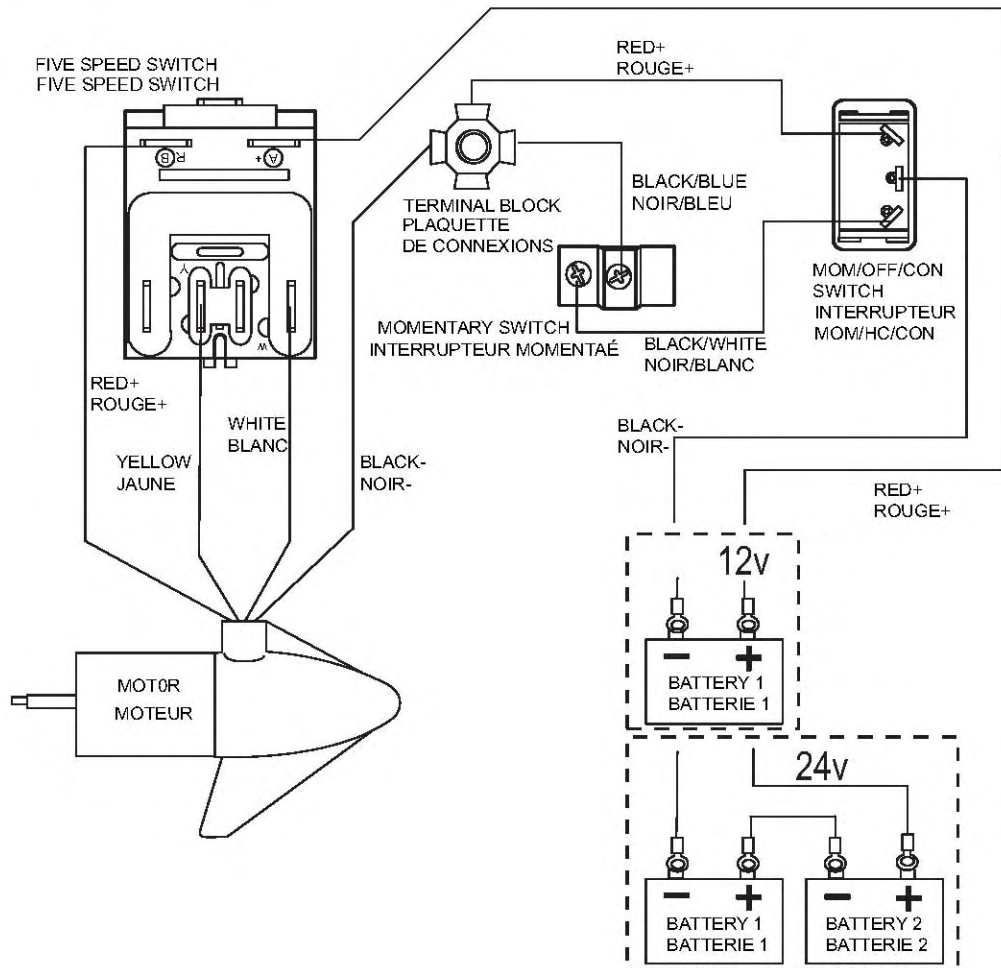 FIVE SPEED SWITCH
FIVE SPEED SWITCH
R B
A +
Y
W
RED+
ROUGE+
TERMINAL BLOCK
PLAQUETTE
DE CONNEXIONS
BLACK/BLUE
NOIR/BLEU
MOM/OFF/CON
SWITCH
INTERRUPTEUR
MOM/HC/CON
MOMENTARY SWITCH
INTERRUPTEUR MOMENTAÉ
BLACK/WHITE
NOIR/BLANC
RED+
ROUGE+
WHITE
BLANC
YELLOW
JAUNE
BLACK-
NOIR-
BLACK-
NOIR-
RED+
ROUGE+
12v
– +
BATTERY 1
BATTERIE 1
MOT0R
MOTEUR
24v
– +
BATTERY 1
BATTERIE 1
– +
BATTERY 2
BATTERIE 2